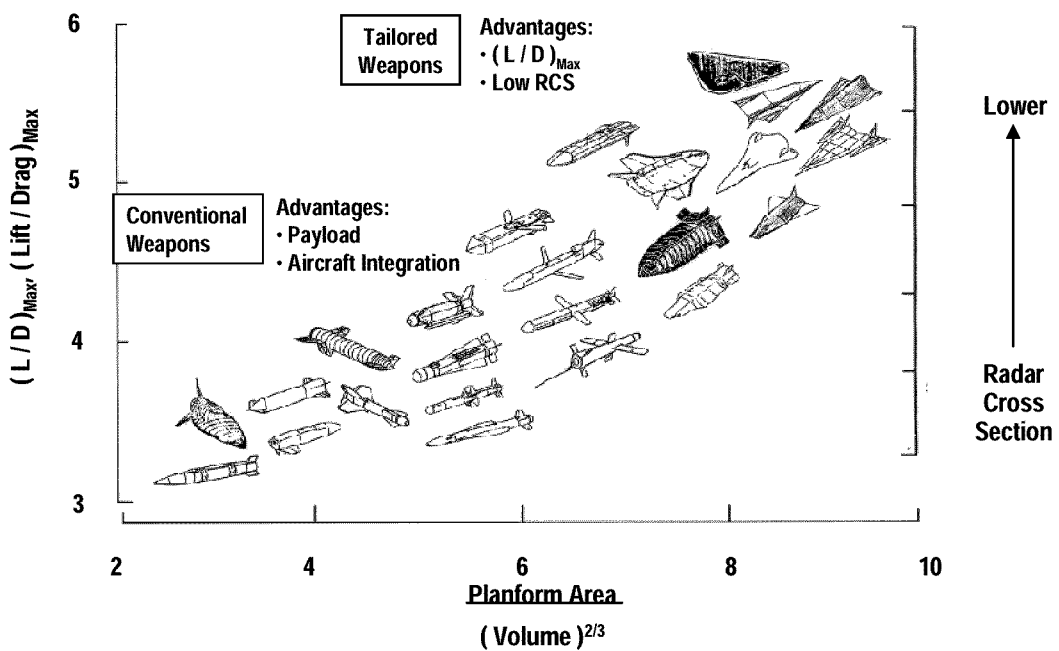 6
Tailored
Weapons
Advantages:
· ( L / D )Max
· Low RCS
Lower
5
Conventional
Weapons
Advantages:
· Payload
· Aircraft Integration
( L / D )Max, ( Lift / Drag )Max
4
Radar
Cross
Section
3
2
4
6
8
10
Planform Area
( Volume )2/3